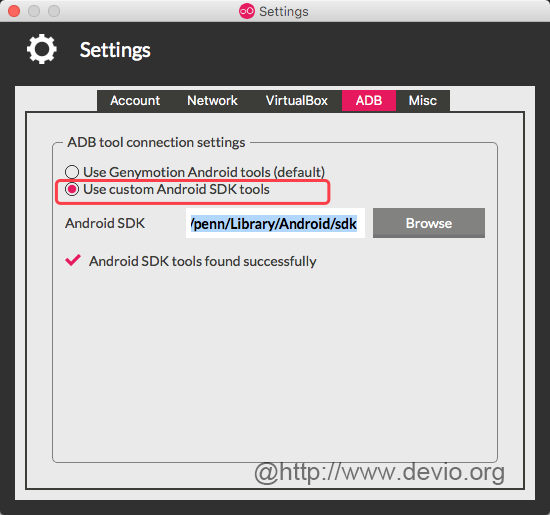 Settings
Settings
Account Network VirtualBox ADB Misc
ADB tool connection settings
Use Genymotion Android tools (default)
Use custom Android SDK tools
Android SDK /penn/Library/Android/sdk Browse
Android SDK tools found successfully
@http://www.devio.org